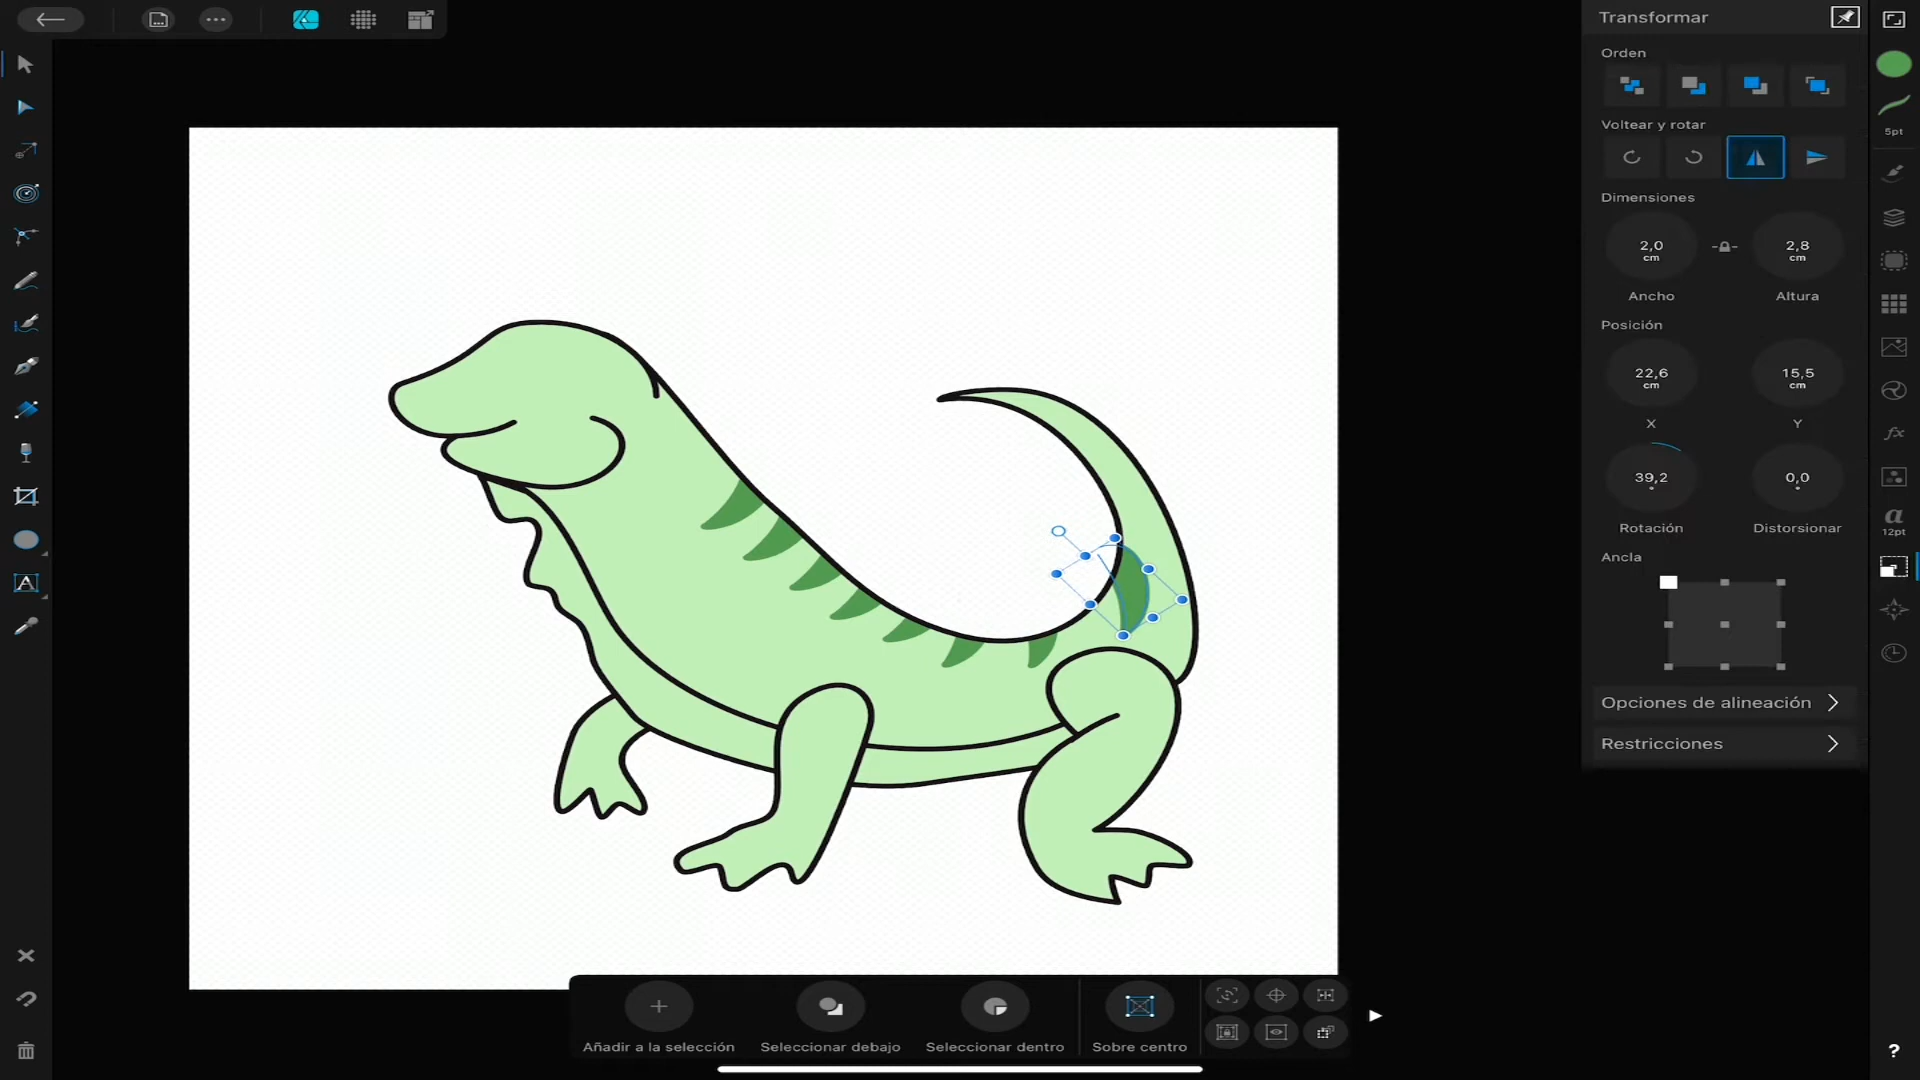 Transformar
Orden
Voltear y rotar
Dimensiones
2,0
cm
2,8
cm
Ancho
Altura
Posición
22,6
cm
15,5
cm
X
Y
39,2
0,0
Rotación
Distorsionar
Ancla
Opciones de alineación
Restricciones
5pt
fx
a
12pt
A
?
Añadir a la selección
Seleccionar debajo
Seleccionar dentro
Sobre centro